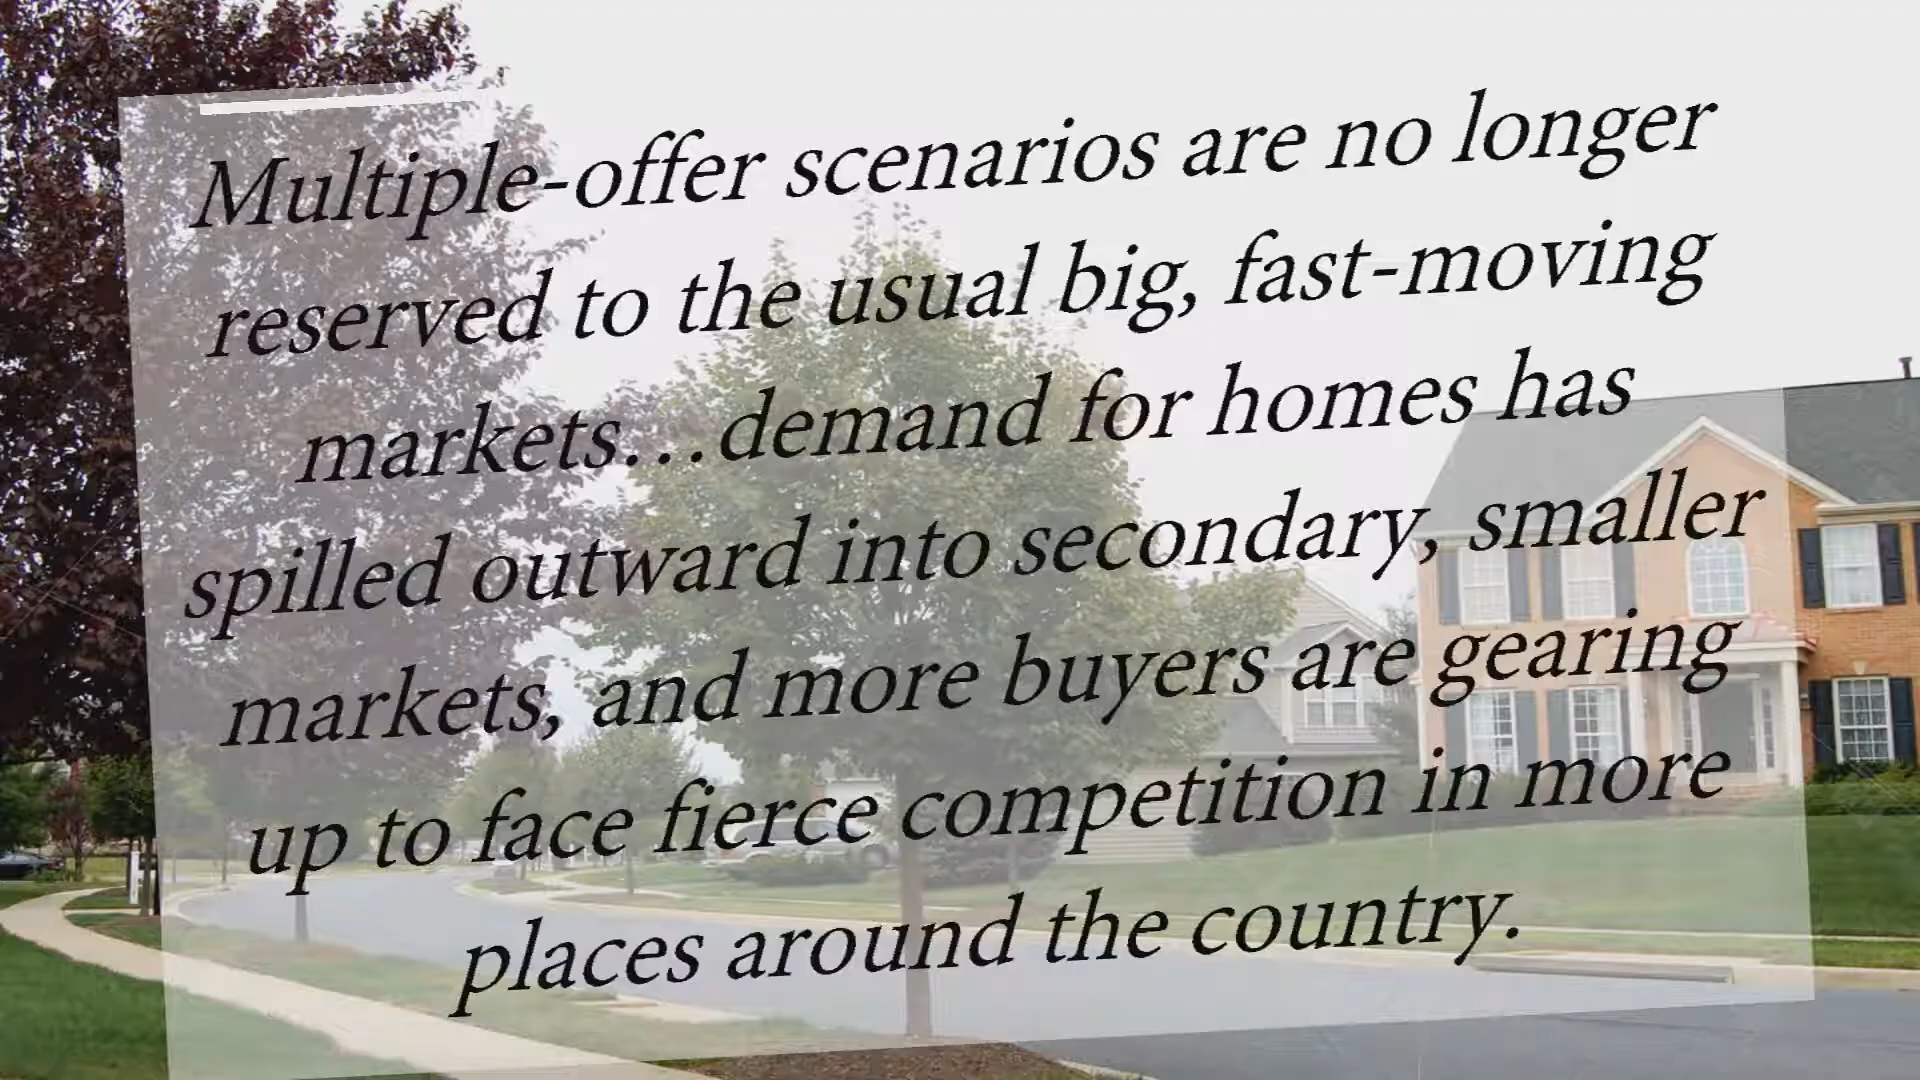 Multiple-offer scenarios are no longer
reserved to the usual big, fast-moving
markets...demand for homes has
spilled outward into secondary, smaller
markets, and more buyers are gearing
up to face fierce competition in more
places around the country.